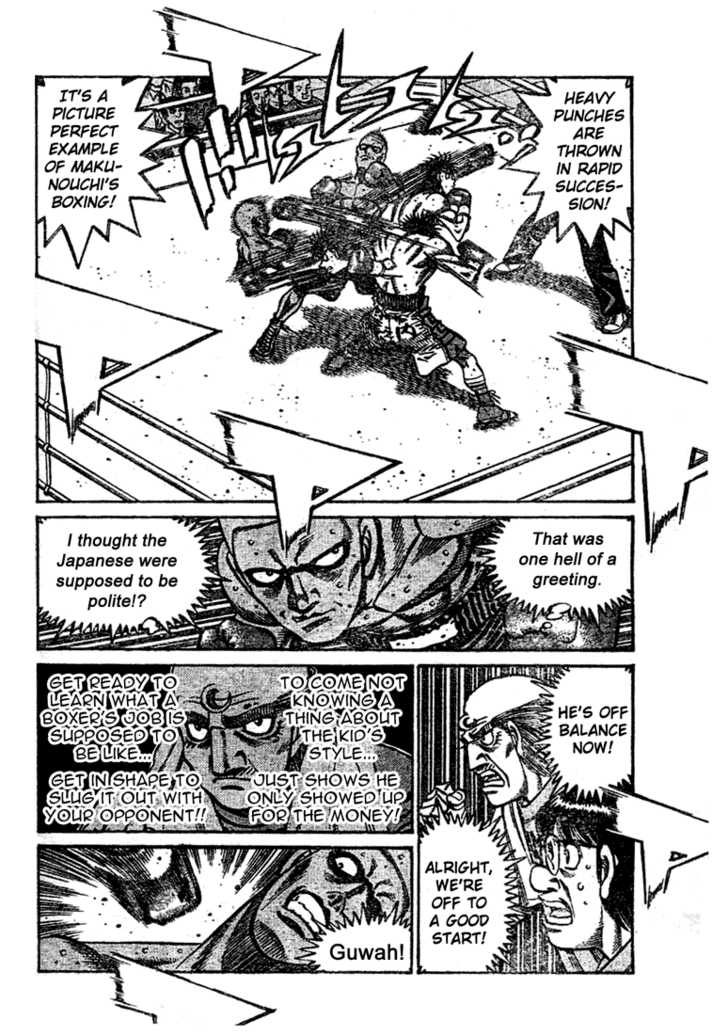 HEAVY
PUNCHES
ARE
THROWN
IN RAPID
SUCCES-
SION!
IT'S A
PICTURE
PERFECT
EXAMPLE
OF MAKU-
NOUCHI'S
BOXING!
That was
one hell of a
greeting.
I thought the
Japanese were
supposed to be
polite!?
HE'S OFF
BALANCE
NOW!
ALRIGHT,
WE'RE
OFF TO
A GOOD
START!
TO COME NOT
KNOWING A
THING ABOUT
THE KID'S
STYLE...
JUST SHOWS HE
ONLY SHOWED UP
FOR THE MONEY!
GET READY TO
LEARN WHAT A
BOXER'S JOB IS
SUPPOSED TO
BE LIKE...
GET IN SHAPE TO
SLUG IT OUT WITH
YOUR OPPONENT!!
Guwah!